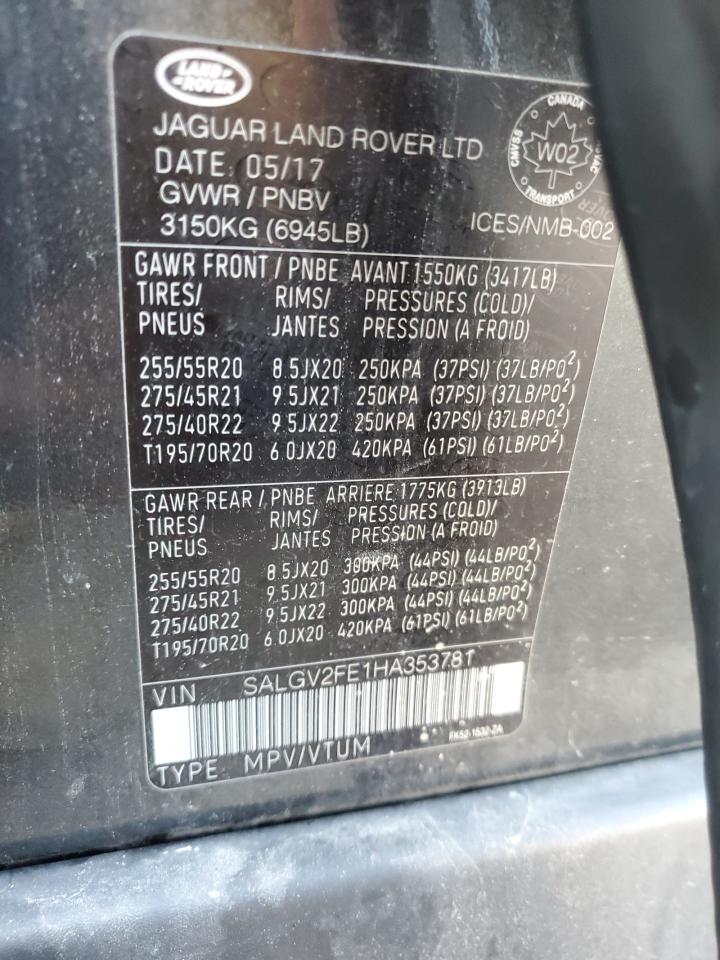 LAND ROVER
JAGUAR LAND ROVER LTD
DATE 05/17
GVWR / PNBV
3150KG (6945LB)
CANADA
CMVSS
W02
TRANSPORT
ICES/NMB-002
GAWR FRONT / PNBE AVANT 1550KG (3417LB)
TIRES/ RIMS/ PRESSURES (COLD)/
PNEUS JANTES PRESSION (A FROID)
255/55R20 8.5JX20 250KPA (37PSI) (37LB/PO²)
275/45R21 9.5JX21 250KPA (37PSI) (37LB/PO²)
275/40R22 9.5JX22 250KPA (37PSI) (37LB/PO²)
T195/70R20 6.0JX20 420KPA (61PSI) (61LB/PO²)
GAWR REAR / PNBE ARRIERE 1775KG (3913LB)
TIRES/ RIMS/ PRESSURES (COLD)/
PNEUS JANTES PRESSION (A FROID)
255/55R20 8.5JX20 300KPA (44PSI) (44LB/PO²)
275/45R21 9.5JX21 300KPA (44PSI) (44LB/PO²)
275/40R22 9.5JX22 300KPA (44PSI) (44LB/PO²)
T195/70R20 6.0JX20 420KPA (61PSI) (61LB/PO²)
VIN SALGV2FE1HA353781
FK52-1532-ZA
TYPE MPV/VTUM